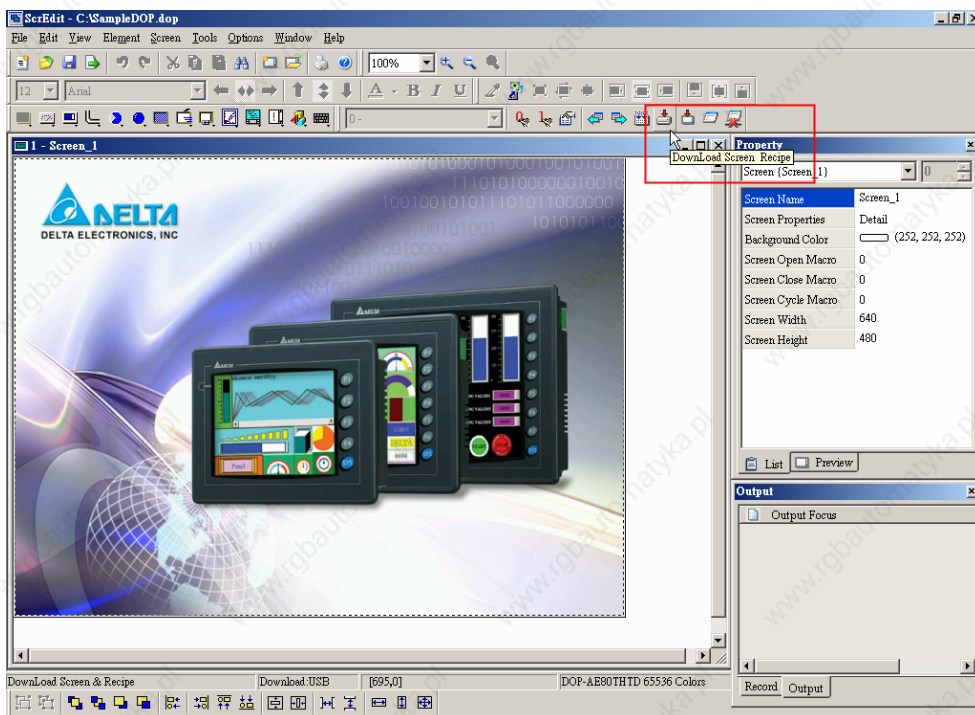 ScrEdit - C:\SampleDOP.dop
File Edit View Element Screen Tools Options Window Help
100%
12 Arial
A B I U
0 -
1 - Screen_1
DownLoad Screen Recipe
DELTA
DELTA ELECTRONICS, INC
Property
Screen {Screen_1} 0
Screen Name Screen_1
Screen Properties Detail
Background Color (252, 252, 252)
Screen Open Macro 0
Screen Close Macro 0
Screen Cycle Macro 0
Screen Width 640
Screen Height 480
List Preview
Output
Output Focus
Record Output
DownLoad Screen & Recipe Download:USB [695,0] DOP-AE80THTD 65536 Colors
www.rgbautomatyka.pl